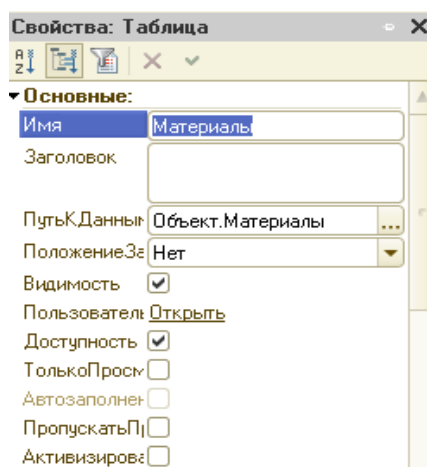 Свойства: Таблица
Основные:
Имя Материалы
Заголовок
ПутьКДанным Объект.Материалы ...
ПоложениеЗа Нет
Видимость
Пользовател Открыть
Доступность
ТолькоПросм
Автозаполнен
ПропускатьП
Активизирова